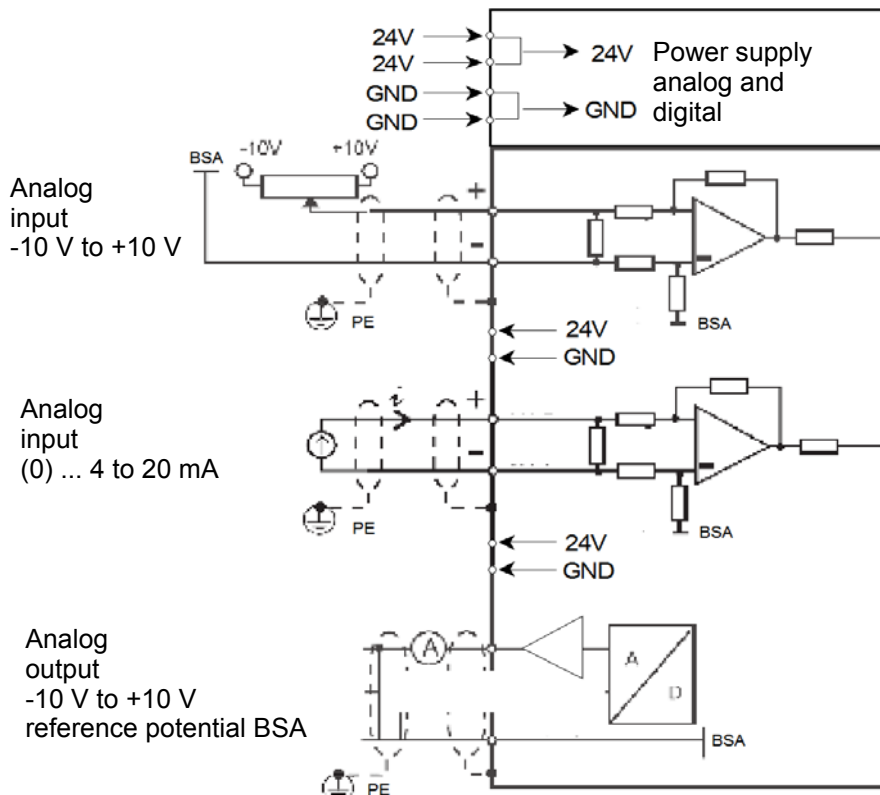 24V
24V
24V
GND
GND
GND
Power supply
analog and
digital
BSA
-10V
+10V
Analog
input
-10 V to +10 V
+
-
PE
BSA
24V
GND
Analog
input
(0) ... 4 to 20 mA
i
+
-
PE
BSA
24V
GND
Analog
output
-10 V to +10 V
reference potential BSA
A
A
D
BSA
PE